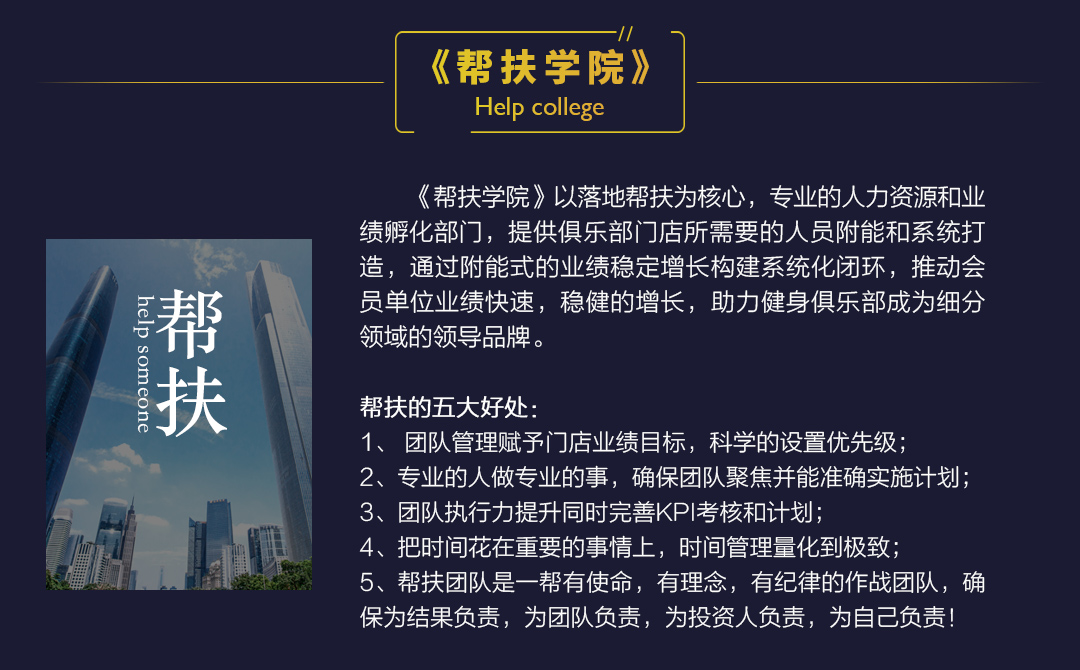 《帮扶学院》
Help college
《帮扶学院》以落地帮扶为核心，专业的人力资源和业
绩孵化部门，提供俱乐部门店所需要的人员附能和系统打
造，通过附能式的业绩稳定增长构建系统化闭环，推动会
员单位业绩快速，稳健的增长，助力健身俱乐部成为细分
领域的领导品牌。
帮扶
help someone
帮扶的五大好处：
1、 团队管理赋予门店业绩目标，科学的设置优先级；
2、专业的人做专业的事，确保团队聚焦并能准确实施计划；
3、团队执行力提升同时完善KPI考核和计划；
4、把时间花在重要的事情上，时间管理量化到极致；
5、帮扶团队是一帮有使命，有理念，有纪律的作战团队，确
保为结果负责，为团队负责，为投资人负责，为自己负责！